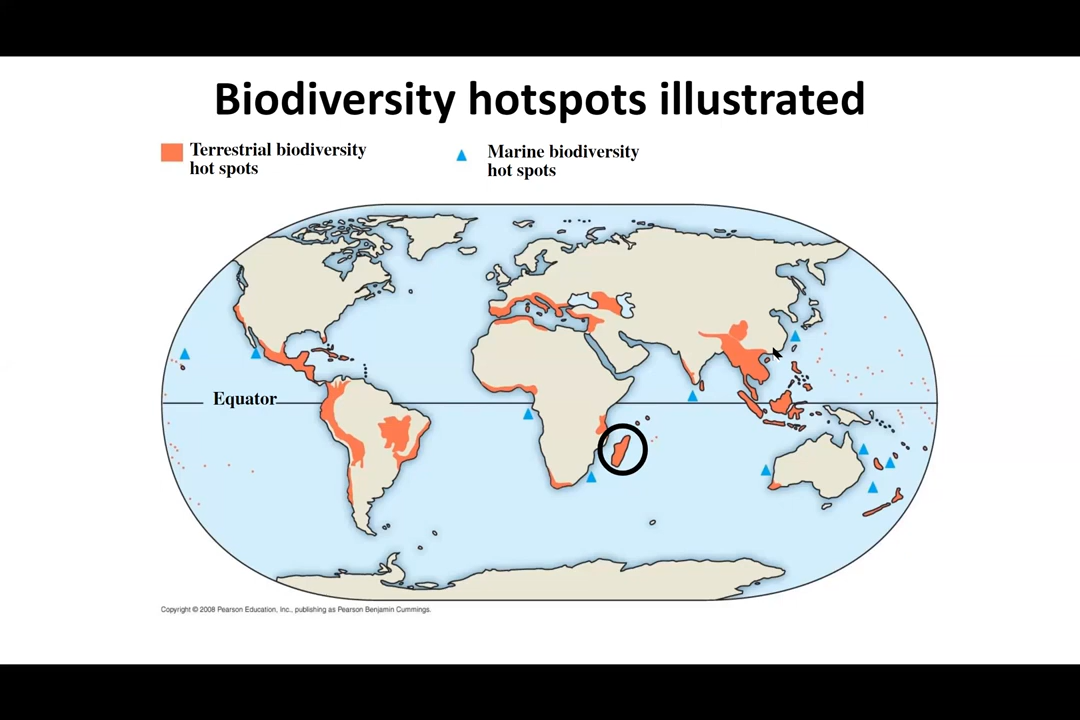 Biodiversity hotspots illustrated
Terrestrial biodiversity
hot spots
Marine biodiversity
hot spots
Equator
Copyright © 2008 Pearson Education, Inc., publishing as Pearson Benjamin Cummings.